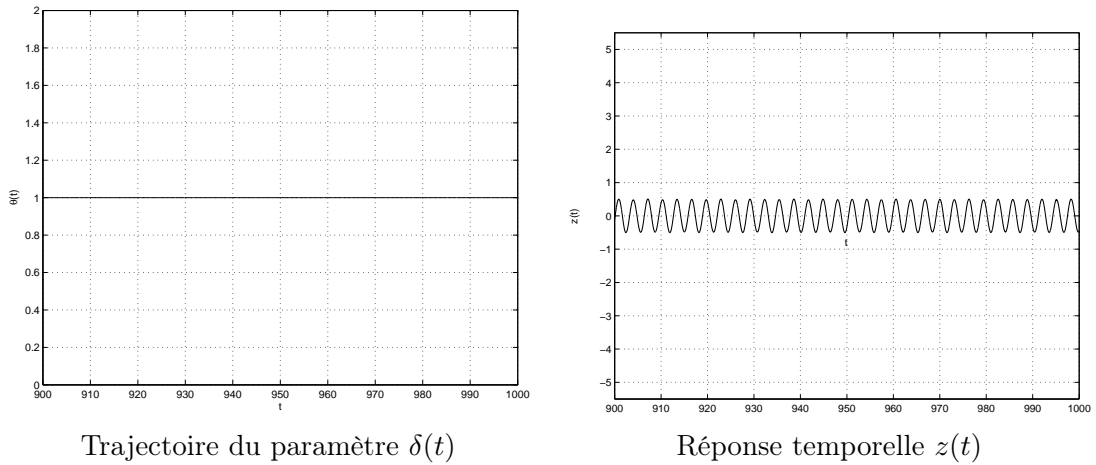 2
1.8
1.6
1.4
1.2
1
0.8
0.6
0.4
0.2
0
θ(t)
900 910 920 930 940 950 960 970 980 990 1000
t
Trajectoire du paramètre δ(t)
5
4
3
2
1
0
−1
−2
−3
−4
−5
z(t)
t
900 910 920 930 940 950 960 970 980 990 1000
Réponse temporelle z(t)